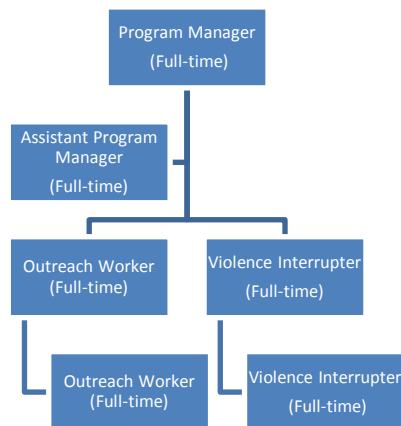 Program Manager
(Full-time)
Assistant Program
Manager
(Full-time)
Outreach Worker
(Full-time)
Violence Interrupter
(Full-time)
Outreach Worker
(Full-time)
Violence Interrupter
(Full-time)